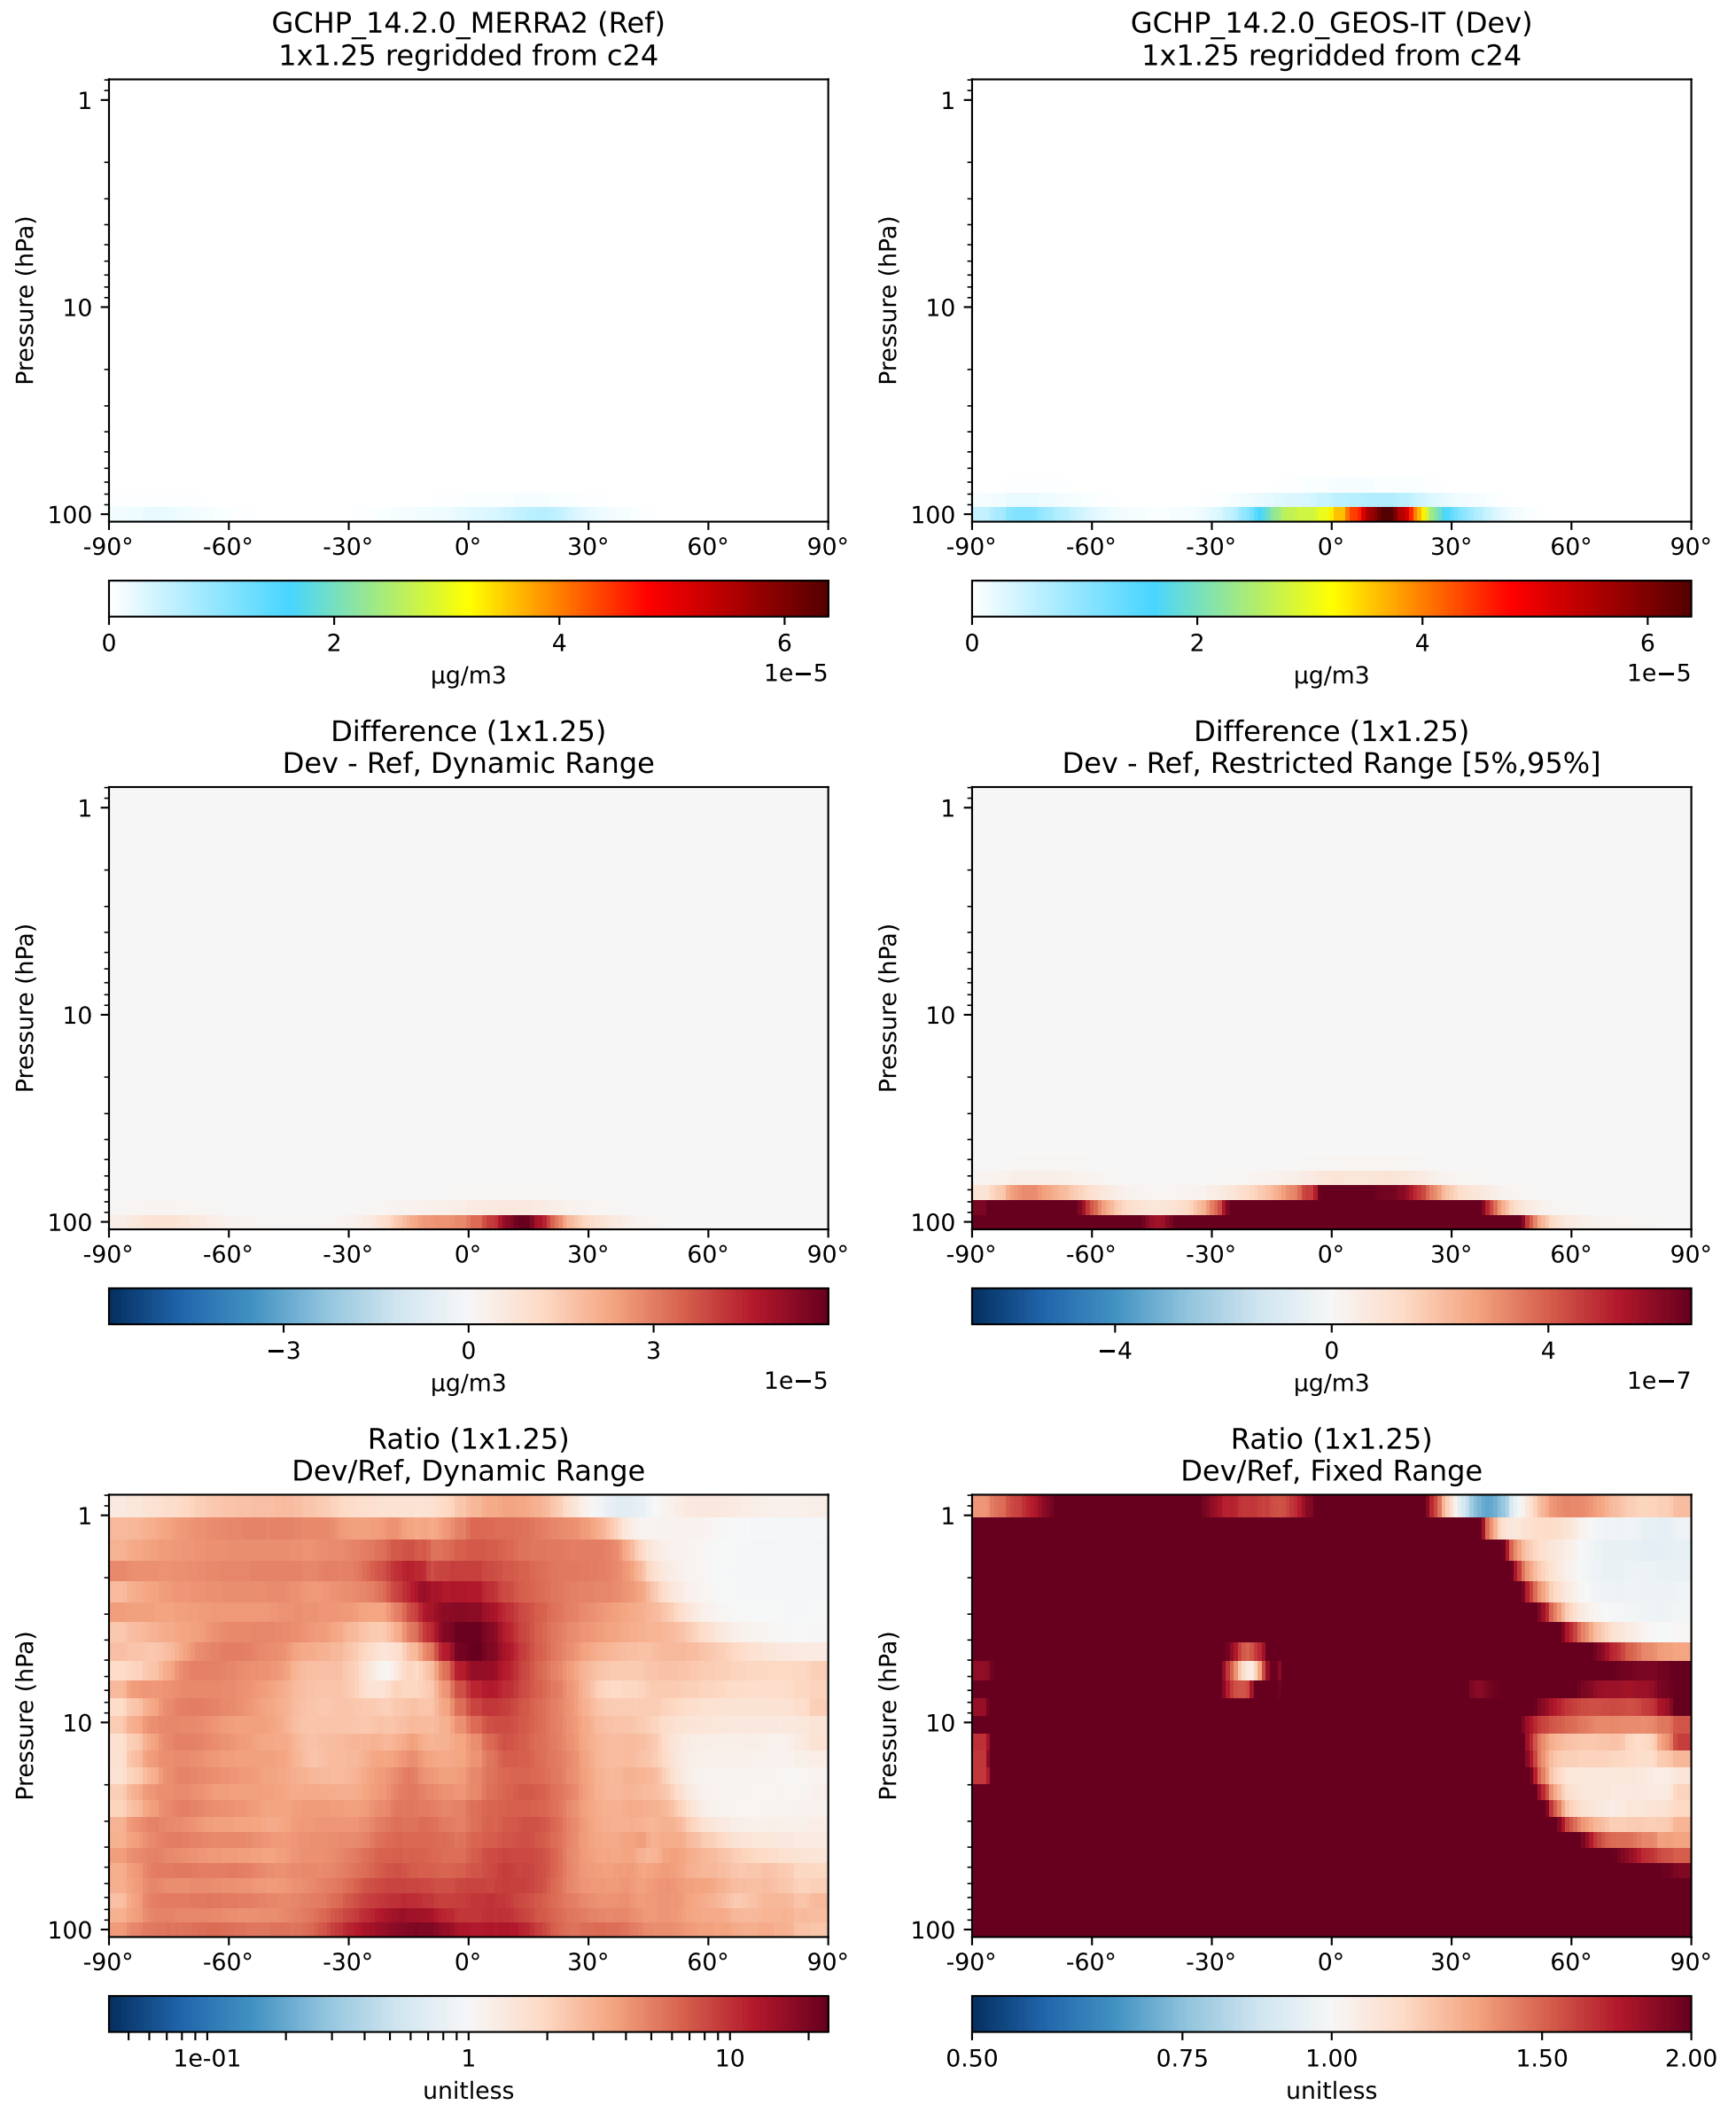 GCHP_14.2.0_MERRA2 (Ref)
1x1.25 regridded from c24
Pressure (hPa)
1
10
100
-90° -60° -30° 0° 30° 60° 90°
0 2 4 6
1e−5
µg/m3
GCHP_14.2.0_GEOS-IT (Dev)
1x1.25 regridded from c24
Pressure (hPa)
1
10
100
-90° -60° -30° 0° 30° 60° 90°
0 2 4 6
1e−5
µg/m3
Difference (1x1.25)
Dev - Ref, Dynamic Range
Pressure (hPa)
1
10
100
-90° -60° -30° 0° 30° 60° 90°
−3 0 3
1e−5
µg/m3
Difference (1x1.25)
Dev - Ref, Restricted Range [5%,95%]
Pressure (hPa)
1
10
100
-90° -60° -30° 0° 30° 60° 90°
−4 0 4
1e−7
µg/m3
Ratio (1x1.25)
Dev/Ref, Dynamic Range
Pressure (hPa)
1
10
100
-90° -60° -30° 0° 30° 60° 90°
1e-01 1 10
unitless
Ratio (1x1.25)
Dev/Ref, Fixed Range
Pressure (hPa)
1
10
100
-90° -60° -30° 0° 30° 60° 90°
0.50 0.75 1.00 1.50 2.00
unitless